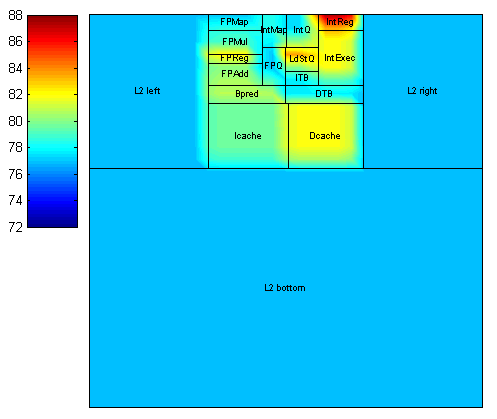 88
86
84
82
80
78
76
74
72
FPMap
IntMap
IntQ
IntReg
FPMul
FPReg
FPQ
LdStQ
IntExec
FPAdd
ITB
L2 left
Bpred
DTB
L2 right
Icache
Dcache
L2 bottom